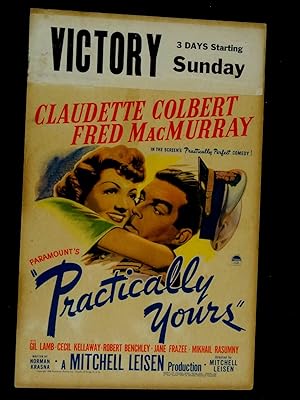 VICTORY
3 DAYS Starting
Sunday
CLAUDETTE COLBERT
FRED MACMURRAY
IN THE SCREEN'S "Practically Perfect" COMEDY!
PARAMOUNT'S
"Practically
Yours"
WITH
GIL LAMB · CECIL KELLAWAY · ROBERT BENCHLEY · JANE FRAZEE · MIKHAIL RASUMNY
WRITTEN BY
NORMAN
KRASNA
· A MITCHELL LEISEN Production ·
DIRECTED BY
MITCHELL
LEISEN